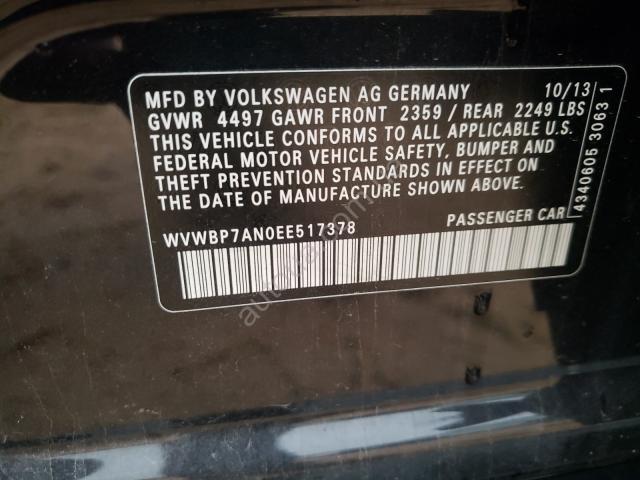 MFD BY VOLKSWAGEN AG GERMANY 10/13
GVWR 4497 GAWR FRONT 2359 / REAR 2249 LBS
THIS VEHICLE CONFORMS TO ALL APPLICABLE U.S.
FEDERAL MOTOR VEHICLE SAFETY, BUMPER AND
THEFT PREVENTION STANDARDS IN EFFECT ON
THE DATE OF MANUFACTURE SHOWN ABOVE.
WVWBP7AN0EE517378 PASSENGER CAR
4340605 30631